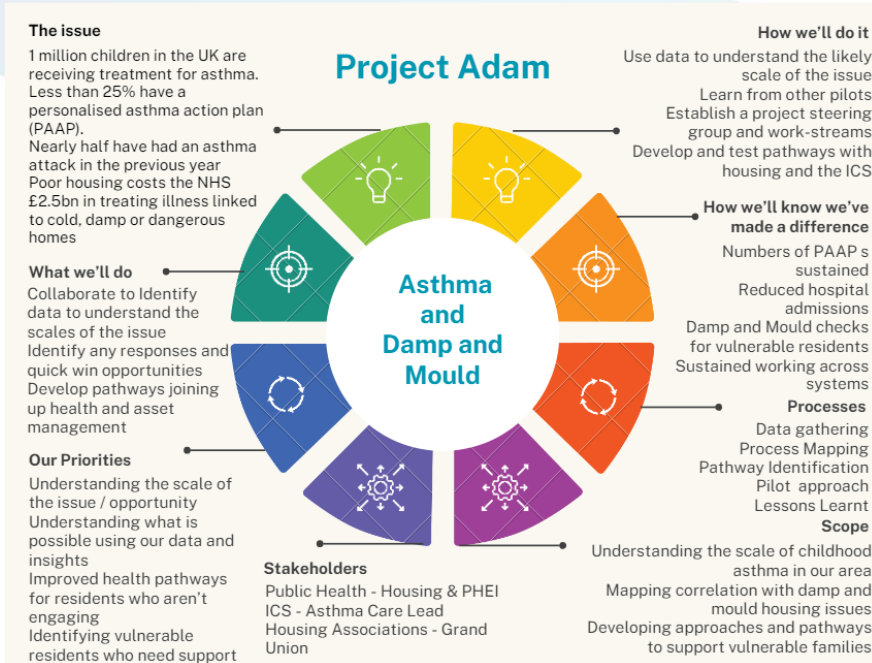 Project Adam
The issue
1 million children in the UK are
receiving treatment for asthma.
Less than 25% have a
personalised asthma action plan
(PAAP).
Nearly half have had an asthma
attack in the previous year
Poor housing costs the NHS
£2.5bn in treating illness linked
to cold, damp or dangerous
homes
What we'll do
Collaborate to Identify
data to understand the
scales of the issue
Identify any responses and
quick win opportunities
Develop pathways joining
up health and asset
management
Our Priorities
Understanding the scale of
the issue / opportunity
Understanding what is
possible using our data and
insights
Improved health pathways
for residents who aren't
engaging
Identifying vulnerable
residents who need support
Asthma
and
Damp and
Mould
Stakeholders
Public Health - Housing & PHEI
ICS - Asthma Care Lead
Housing Associations - Grand
Union
How we'll do it
Use data to understand the likely
scale of the issue
Learn from other pilots
Establish a project steering
group and work-streams
Develop and test pathways with
housing and the ICS
How we'll know we've
made a difference
Numbers of PAAP s
sustained
Reduced hospital
admissions
Damp and Mould checks
for vulnerable residents
Sustained working across
systems
Processes
Data gathering
Process Mapping
Pathway Identification
Pilot approach
Lessons Learnt
Scope
Understanding the scale of childhood
asthma in our area
Mapping correlation with damp and
mould housing issues
Developing approaches and pathways
to support vulnerable families